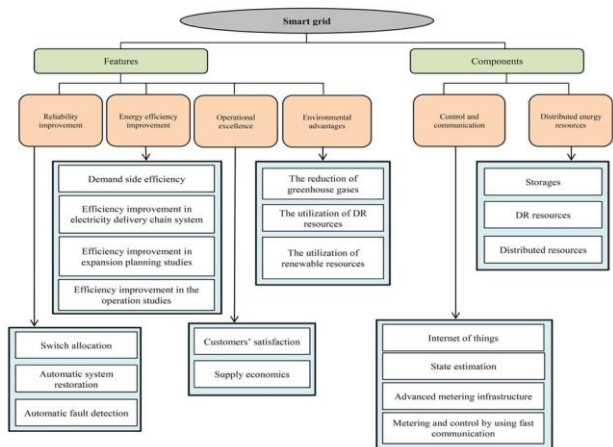 Smart grid
Features
Components
Reliability
improvement
Energy efficiency
improvement
Operational
excellence
Environmental
advantages
Control and
communication
Distributed energy
resources
Demand side efficiency
Efficiency improvement in
electricity delivery chain system
Efficiency improvement in
expansion planning studies
Efficiency improvement in the
operation studies
The reduction of
greenhouse gases
The utilization of DR
resources
The utilization of
renewable resources
Storages
DR resources
Distributed resources
Switch allocation
Automatic system
restoration
Automatic fault detection
Customers' satisfaction
Supply economics
Internet of things
State estimation
Advanced metering infrastructure
Metering and control by using fast
communication